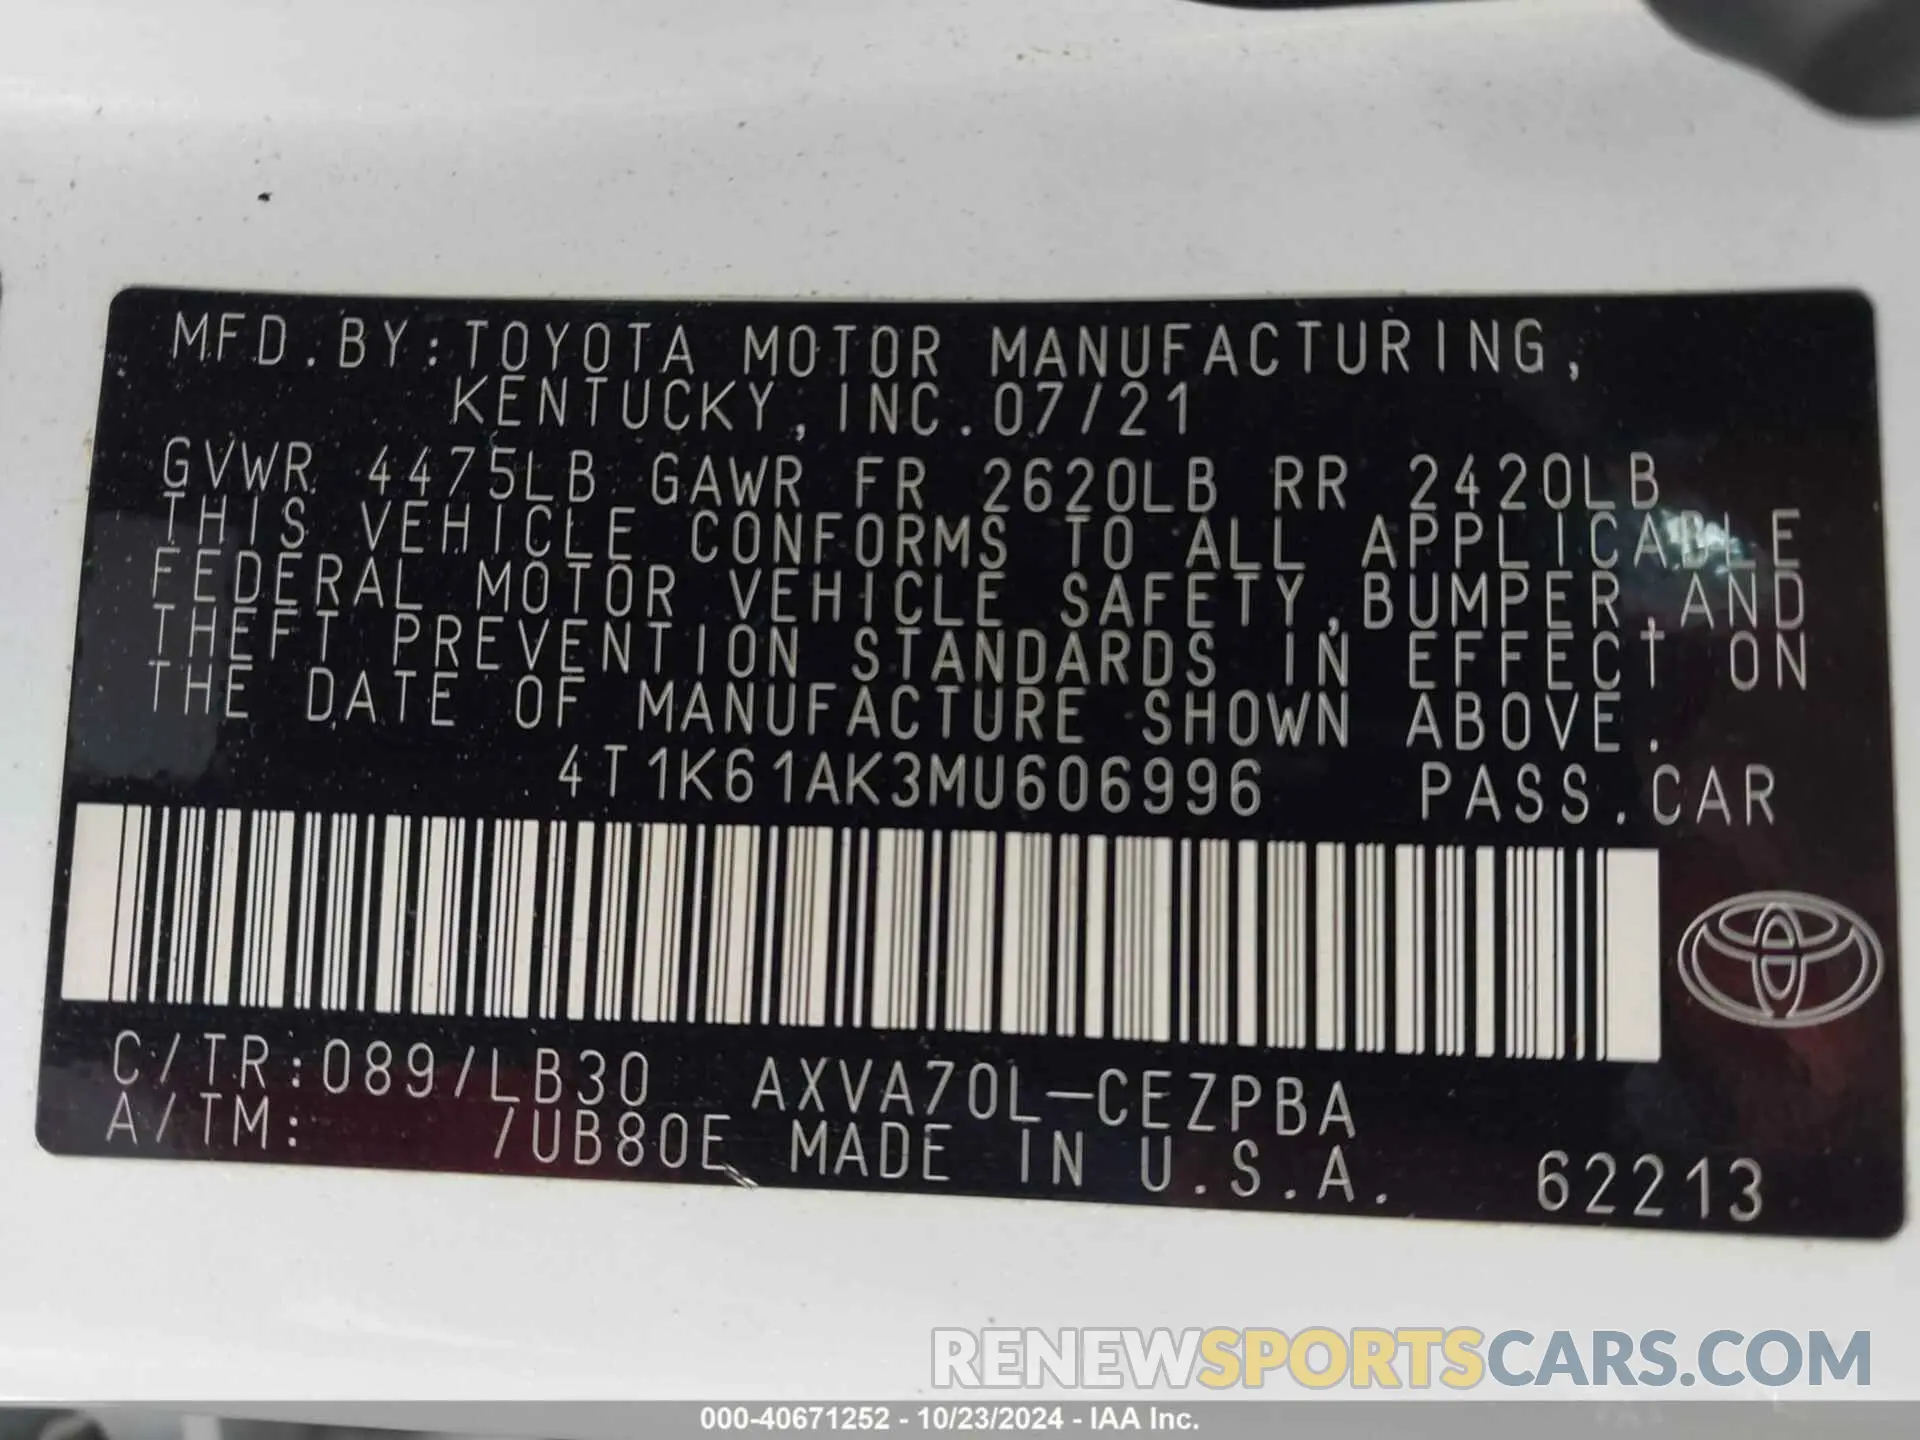 MFD.BY:TOYOTA MOTOR MANUFACTURING,
KENTUCKY,INC.07/21
GVWR 4475LB GAWR FR 2620LB RR 2420LB
THIS VEHICLE CONFORMS TO ALL APPLICABLE
FEDERAL MOTOR VEHICLE SAFETY,BUMPER,AND
THEFT PREVENTION STANDARDS IN EFFECT ON
THE DATE OF MANUFACTURE SHOWN ABOVE.
4T1K61AK3MU606996 PASS.CAR
C/TR:089/LB30 AXVA70L-CEZPBA
A/TM: /UB80E MADE IN U.S.A. 62213
RENEWSPORTSCARS.COM
000-40671252 - 10/23/2024 - IAA Inc.